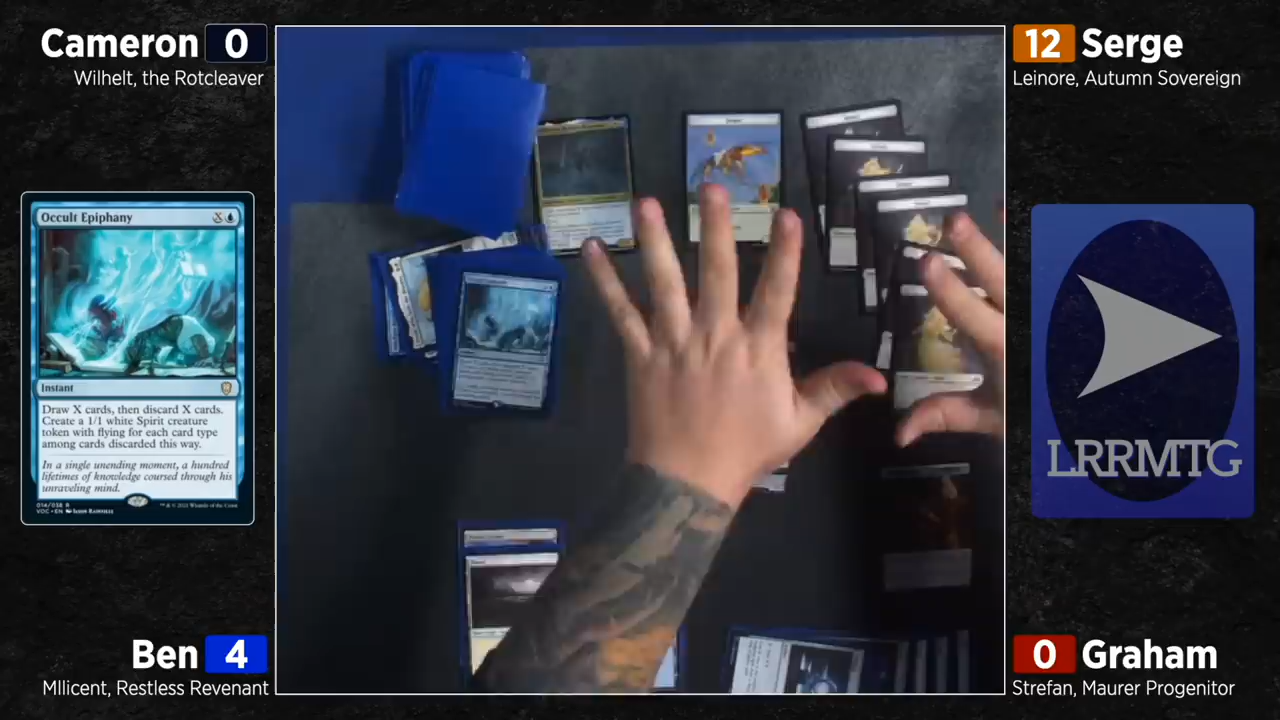 Cameron 0
Wilhelt, the Rotcleaver
12 Serge
Leinore, Autumn Sovereign
Occult Epiphany X
Instant
Draw X cards, then discard X cards.
Create a 1/1 white Spirit creature
token with flying for each card type
among cards discarded this way.
In a single unending moment, a hundred
lifetimes of knowledge coursed through his
unraveling mind.
LRRMTG
Ben 4
MIlicent, Restless Revenant
0 Graham
Strefan, Maurer Progenitor